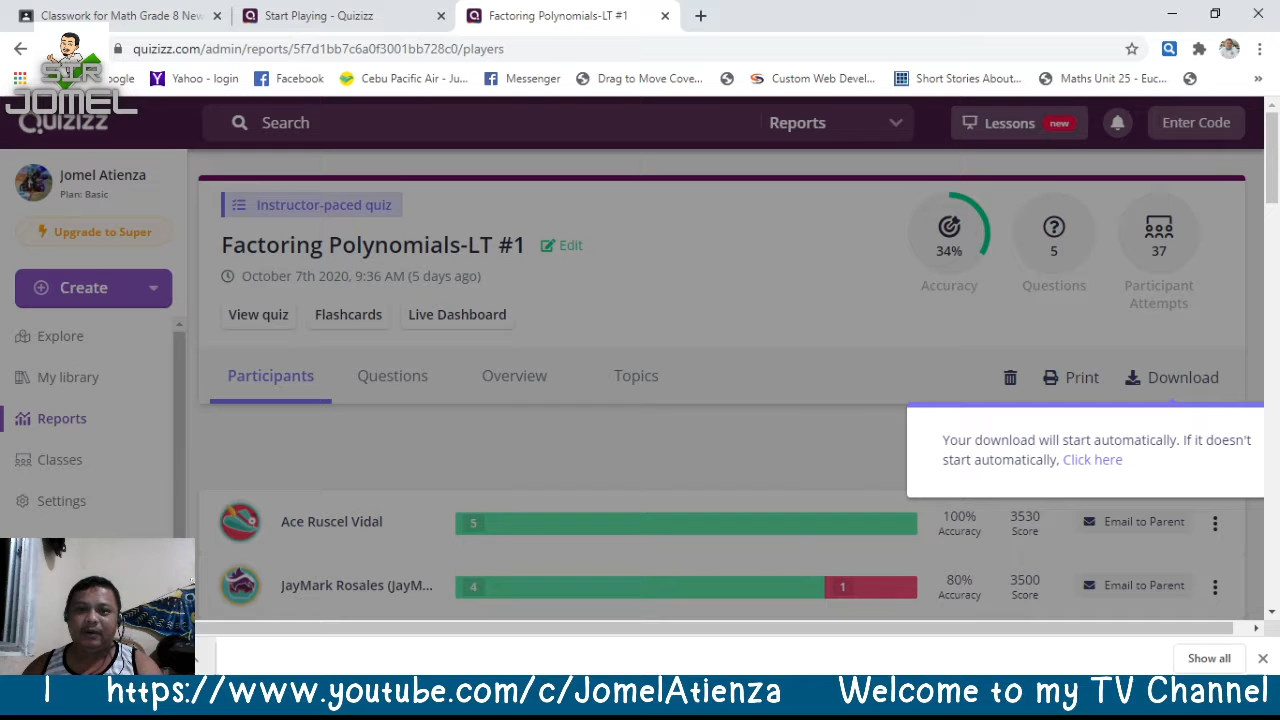 Classwork for Math Grade 8 New
Start Playing - Quizizz
Factoring Polynomials-LT #1
quizizz.com/admin/reports/5f7d1bb7c6a0f3001bb728c0/players
ogle
Yahoo - login
Facebook
Cebu Pacific Air - Ju...
Messenger
Drag to Move Cove...
Custom Web Devel...
Short Stories About...
Maths Unit 25 - Euc...
»
SIR
JOMEL
Quizizz
Search
Reports
Lessons new
Enter Code
Jomel Atienza
Plan: Basic
Upgrade to Super
Create
Explore
My library
Reports
Classes
Settings
Instructor-paced quiz
Factoring Polynomials-LT #1 Edit
October 7th 2020, 9:36 AM (5 days ago)
View quiz Flashcards Live Dashboard
34%
Accuracy
5
Questions
37
Participant
Attempts
Participants Questions Overview Topics
Print Download
Your download will start automatically. If it doesn't
start automatically, Click here
Ace Ruscel Vidal 5 100% Accuracy 3530 Score Email to Parent
JayMark Rosales (JayM... 4 1 80% Accuracy 3500 Score Email to Parent
Show all
l https://www.youtube.com/c/JomelAtienza Welcome to my TV Channel